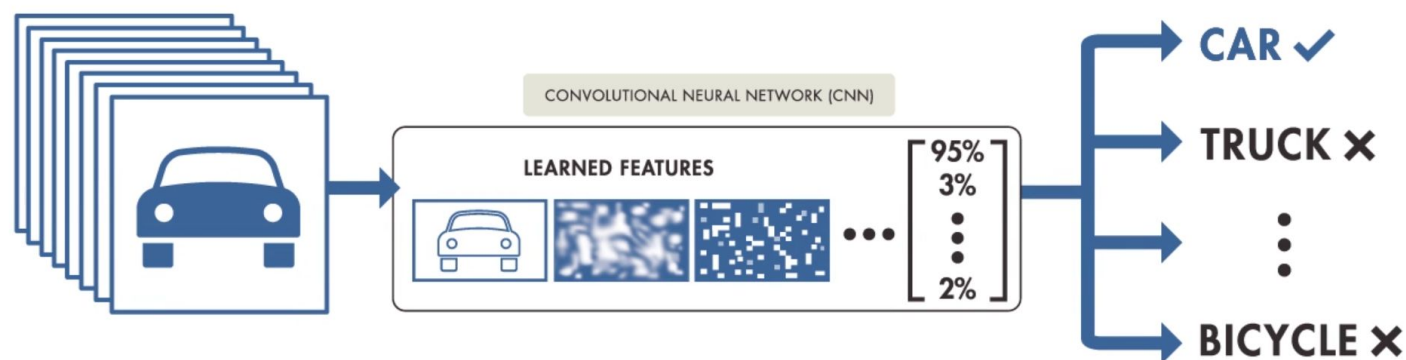 CONVOLUTIONAL NEURAL NETWORK (CNN)
LEARNED FEATURES
95%
3%
2%
CAR
TRUCK
BICYCLE